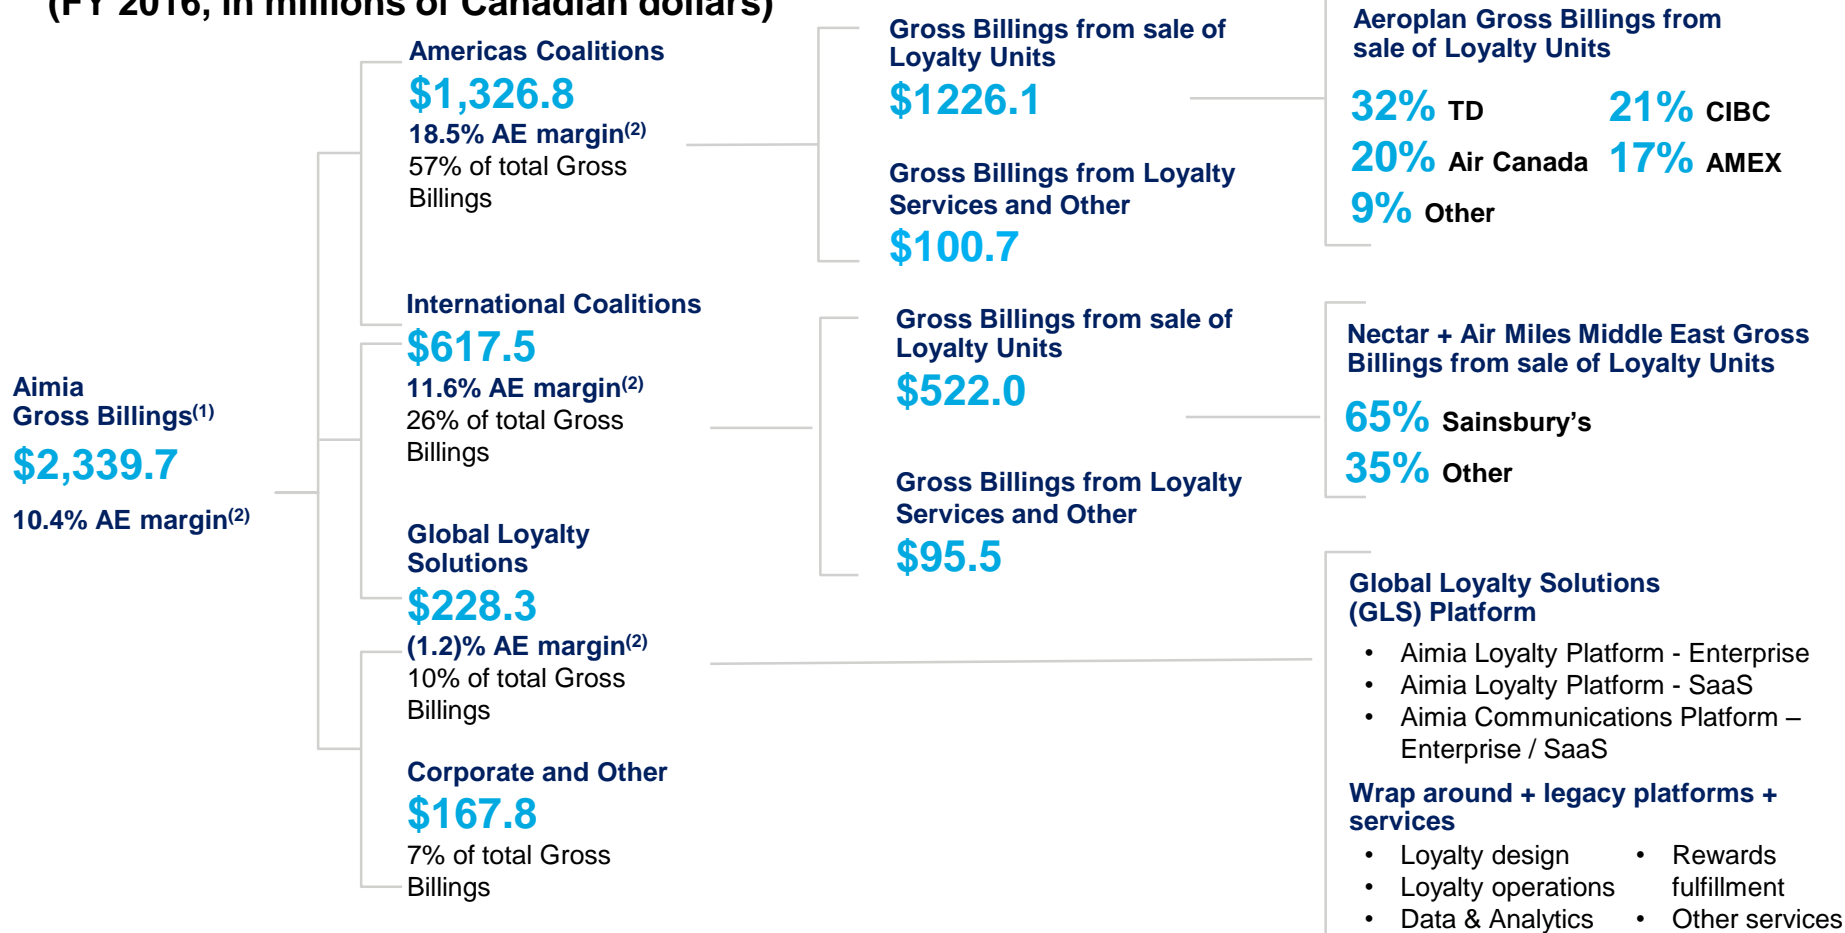 (FY 2016, in millions of Canadian dollars)
Aimia
Gross Billings(1)
$2,339.7
10.4% AE margin(2)
Americas Coalitions
$1,326.8
18.5% AE margin(2)
57% of total Gross
Billings
International Coalitions
$617.5
11.6% AE margin(2)
26% of total Gross
Billings
Global Loyalty
Solutions
$228.3
(1.2)% AE margin(2)
10% of total Gross
Billings
Corporate and Other
$167.8
7% of total Gross
Billings
Gross Billings from sale of
Loyalty Units
$1226.1
Gross Billings from Loyalty
Services and Other
$100.7
Gross Billings from sale of
Loyalty Units
$522.0
Gross Billings from Loyalty
Services and Other
$95.5
Aeroplan Gross Billings from
sale of Loyalty Units
32% TD 21% CIBC
20% Air Canada 17% AMEX
9% Other
Nectar + Air Miles Middle East Gross
Billings from sale of Loyalty Units
65% Sainsbury’s
35% Other
Global Loyalty Solutions
(GLS) Platform
• Aimia Loyalty Platform - Enterprise
• Aimia Loyalty Platform - SaaS
• Aimia Communications Platform –
Enterprise / SaaS
Wrap around + legacy platforms +
services
• Loyalty design
• Loyalty operations
• Data & Analytics
• Rewards
fulfillment
• Other services